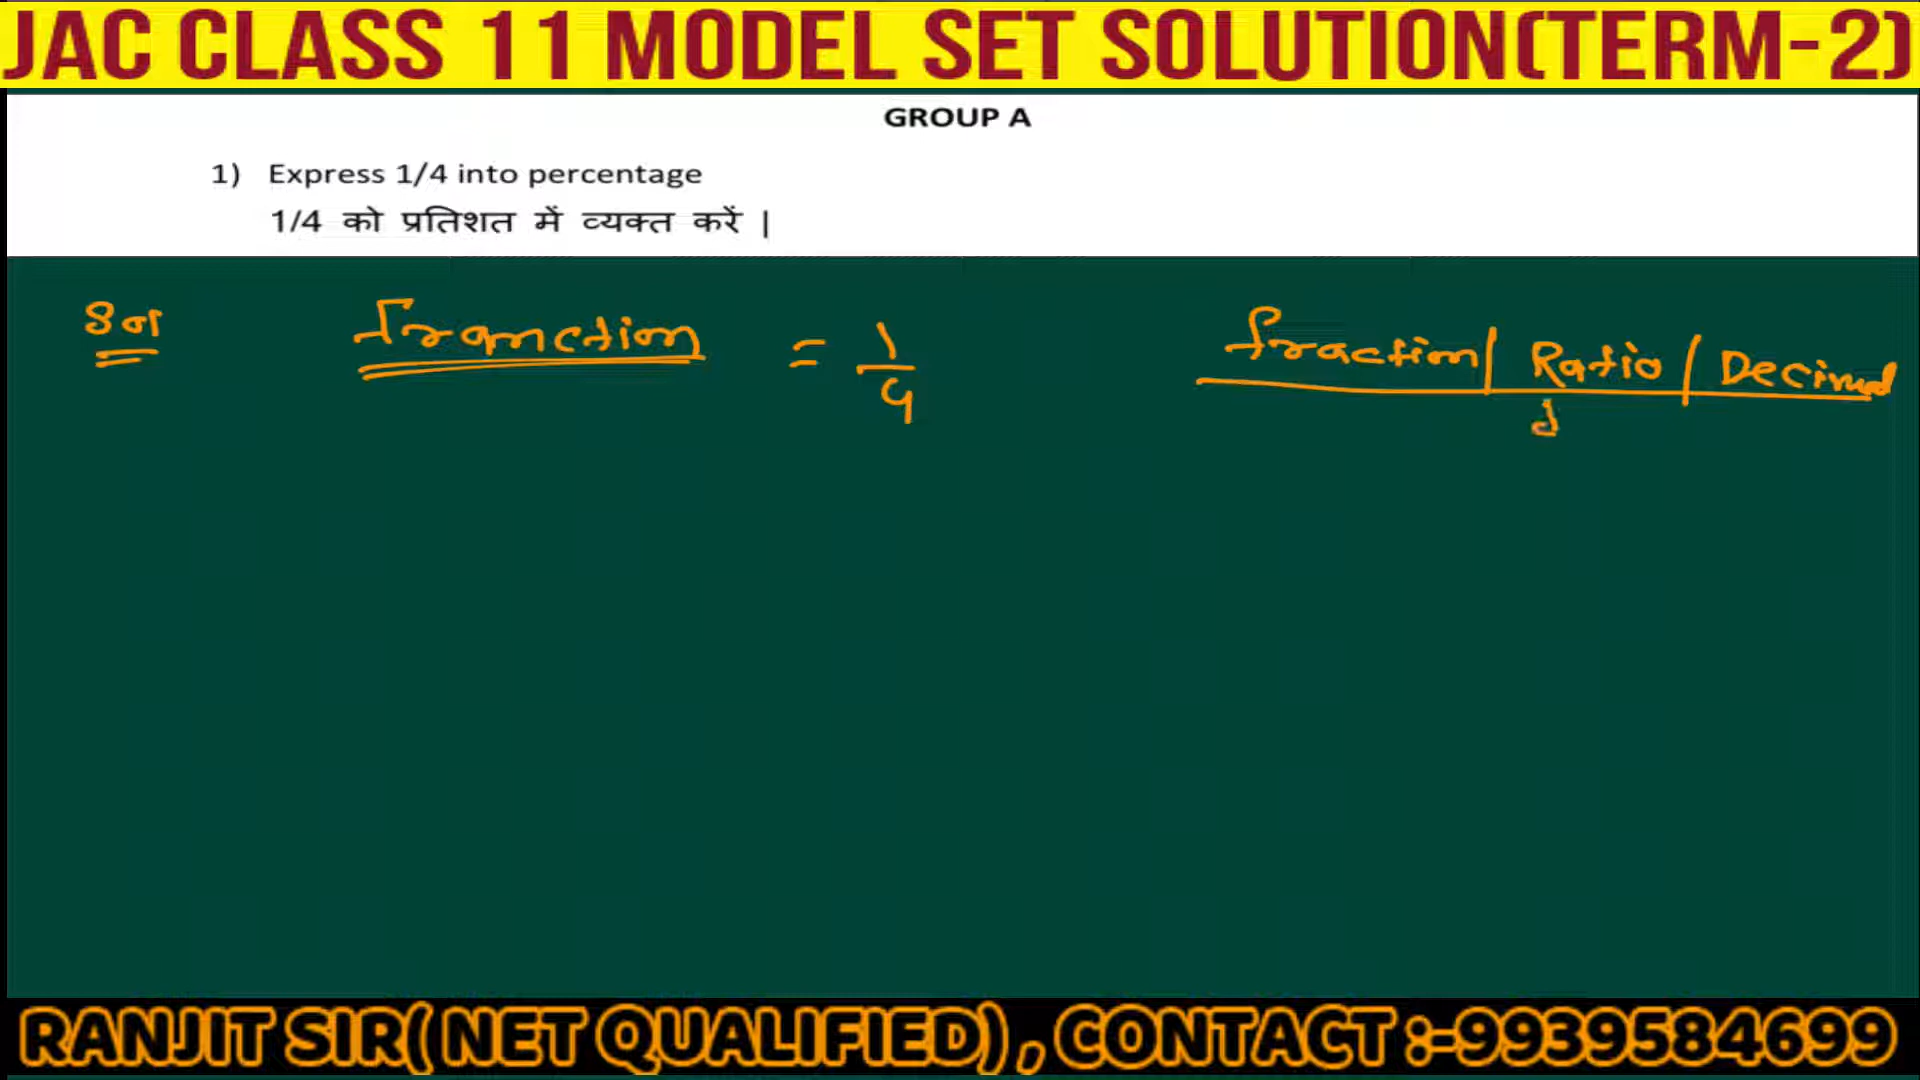 JAC CLASS 11 MODEL SET SOLUTION(TERM-2)
GROUP A
1) Express 1/4 into percentage
1/4 को प्रतिशत में व्यक्त करें |
Sol
= 1/4
fraction / Ratio / Decimal
RANJIT SIR( NET QUALIFIED) , CONTACT :-9939584699